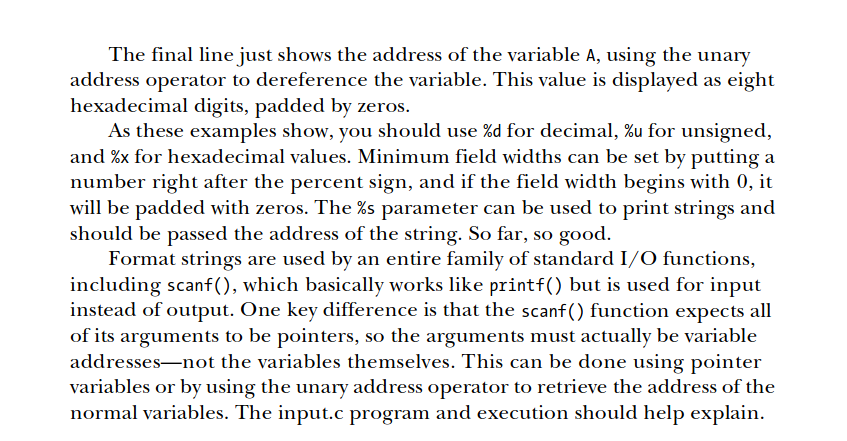 The final line just shows the address of the variable A, using the unary
address operator to dereference the variable. This value is displayed as eight
hexadecimal digits, padded by zeros.
As these examples show, you should use %d for decimal, %u for unsigned,
and %x for hexadecimal values. Minimum field widths can be set by putting a
number right after the percent sign, and if the field width begins with 0, it
will be padded with zeros. The %s parameter can be used to print strings and
should be passed the address of the string. So far, so good.
Format strings are used by an entire family of standard I/O functions,
including scanf(), which basically works like printf() but is used for input
instead of output. One key difference is that the scanf() function expects all
of its arguments to be pointers, so the arguments must actually be variable
addresses—not the variables themselves. This can be done using pointer
variables or by using the unary address operator to retrieve the address of the
normal variables. The input.c program and execution should help explain.